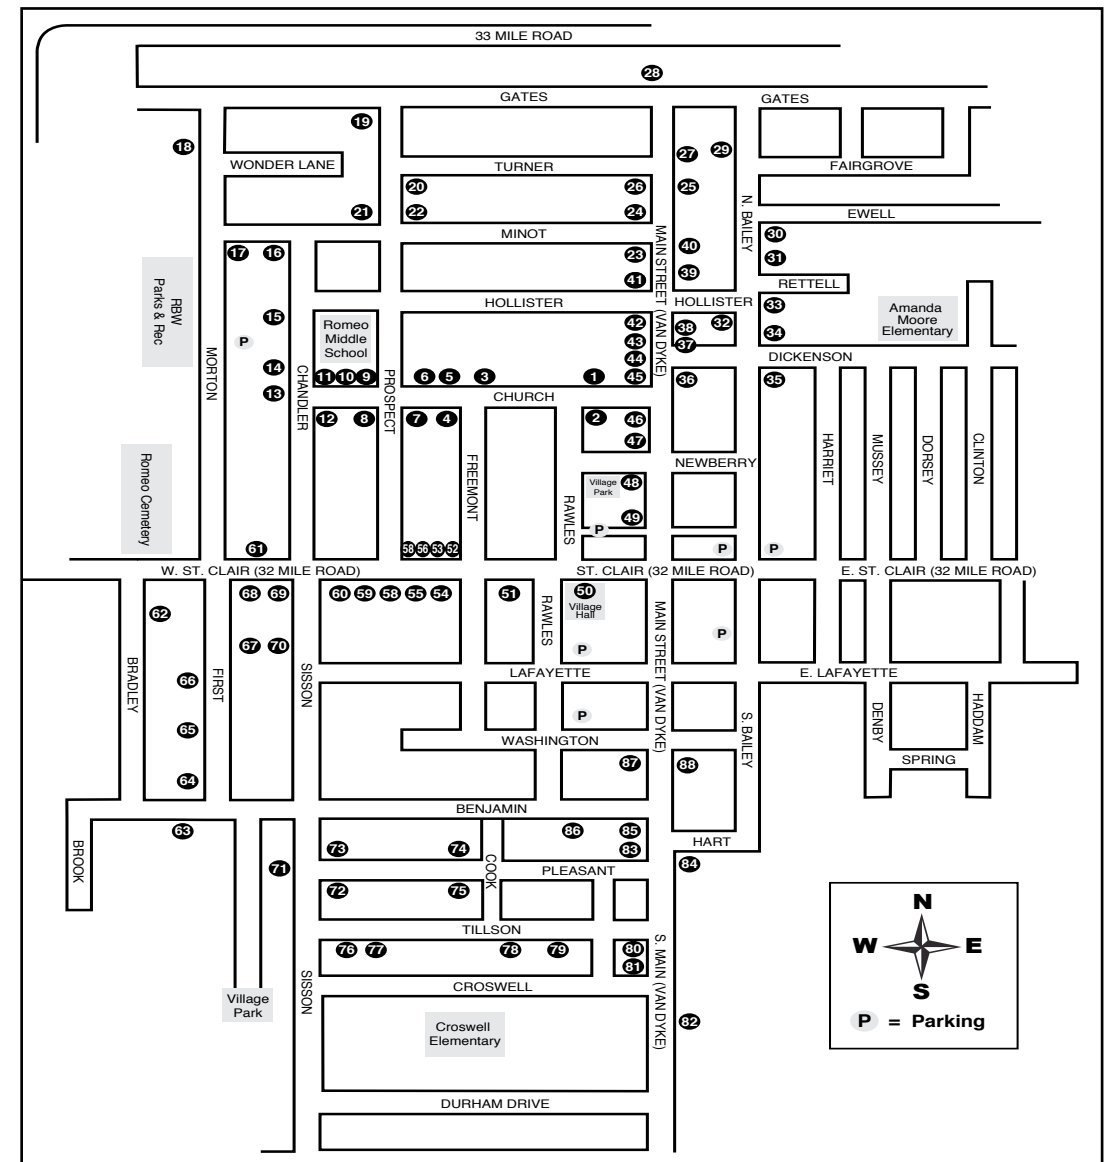 33 MILE ROAD
28
GATES
GATES
19
18
27
29
WONDER LANE
TURNER
FAIRGROVE
20
26
25
21
22
24
N. BAILEY
EWELL
MINOT
30
17
16
23
MAIN STREET (VAN DYKE)
40
31
RBW
Parks & Rec
41
39
RETTELL
HOLLISTER
HOLLISTER
33
Amanda
Moore
Elementary
15
Romeo
Middle
School
42
38
32
34
P
43
37
44
DICKENSON
MORTON
14
CHANDLER
11
10
9
PROSPECT
6
5
3
1
45
36
35
13
CHURCH
12
8
7
4
2
46
47
HARRIET
MUSSEY
DORSEY
CLINTON
Romeo Cemetery
FREEMONT
NEWBERRY
RAWLES
Village
Park
48
49
P
61
58
56
53
52
P
P
W. ST. CLAIR (32 MILE ROAD)
ST. CLAIR (32 MILE ROAD)
E. ST. CLAIR (32 MILE ROAD)
68
69
60
59
58
55
54
51
50
Village
Hall
62
RAWLES
MAIN STREET (VAN DYKE)
P
67
70
P
BRADLEY
FIRST
SISSON
LAFAYETTE
E. LAFAYETTE
66
P
DENBY
HADDAM
65
WASHINGTON
S. BAILEY
SPRING
64
87
88
BENJAMIN
63
86
85
HART
BROOK
73
74
83
71
COOK
PLEASANT
84
72
75
TILLSON
76
77
78
79
80
81
S. MAIN (VAN DYKE)
SISSON
CROSWELL
Village
Park
Croswell
Elementary
82
DURHAM DRIVE
N
W
E
S
P = Parking